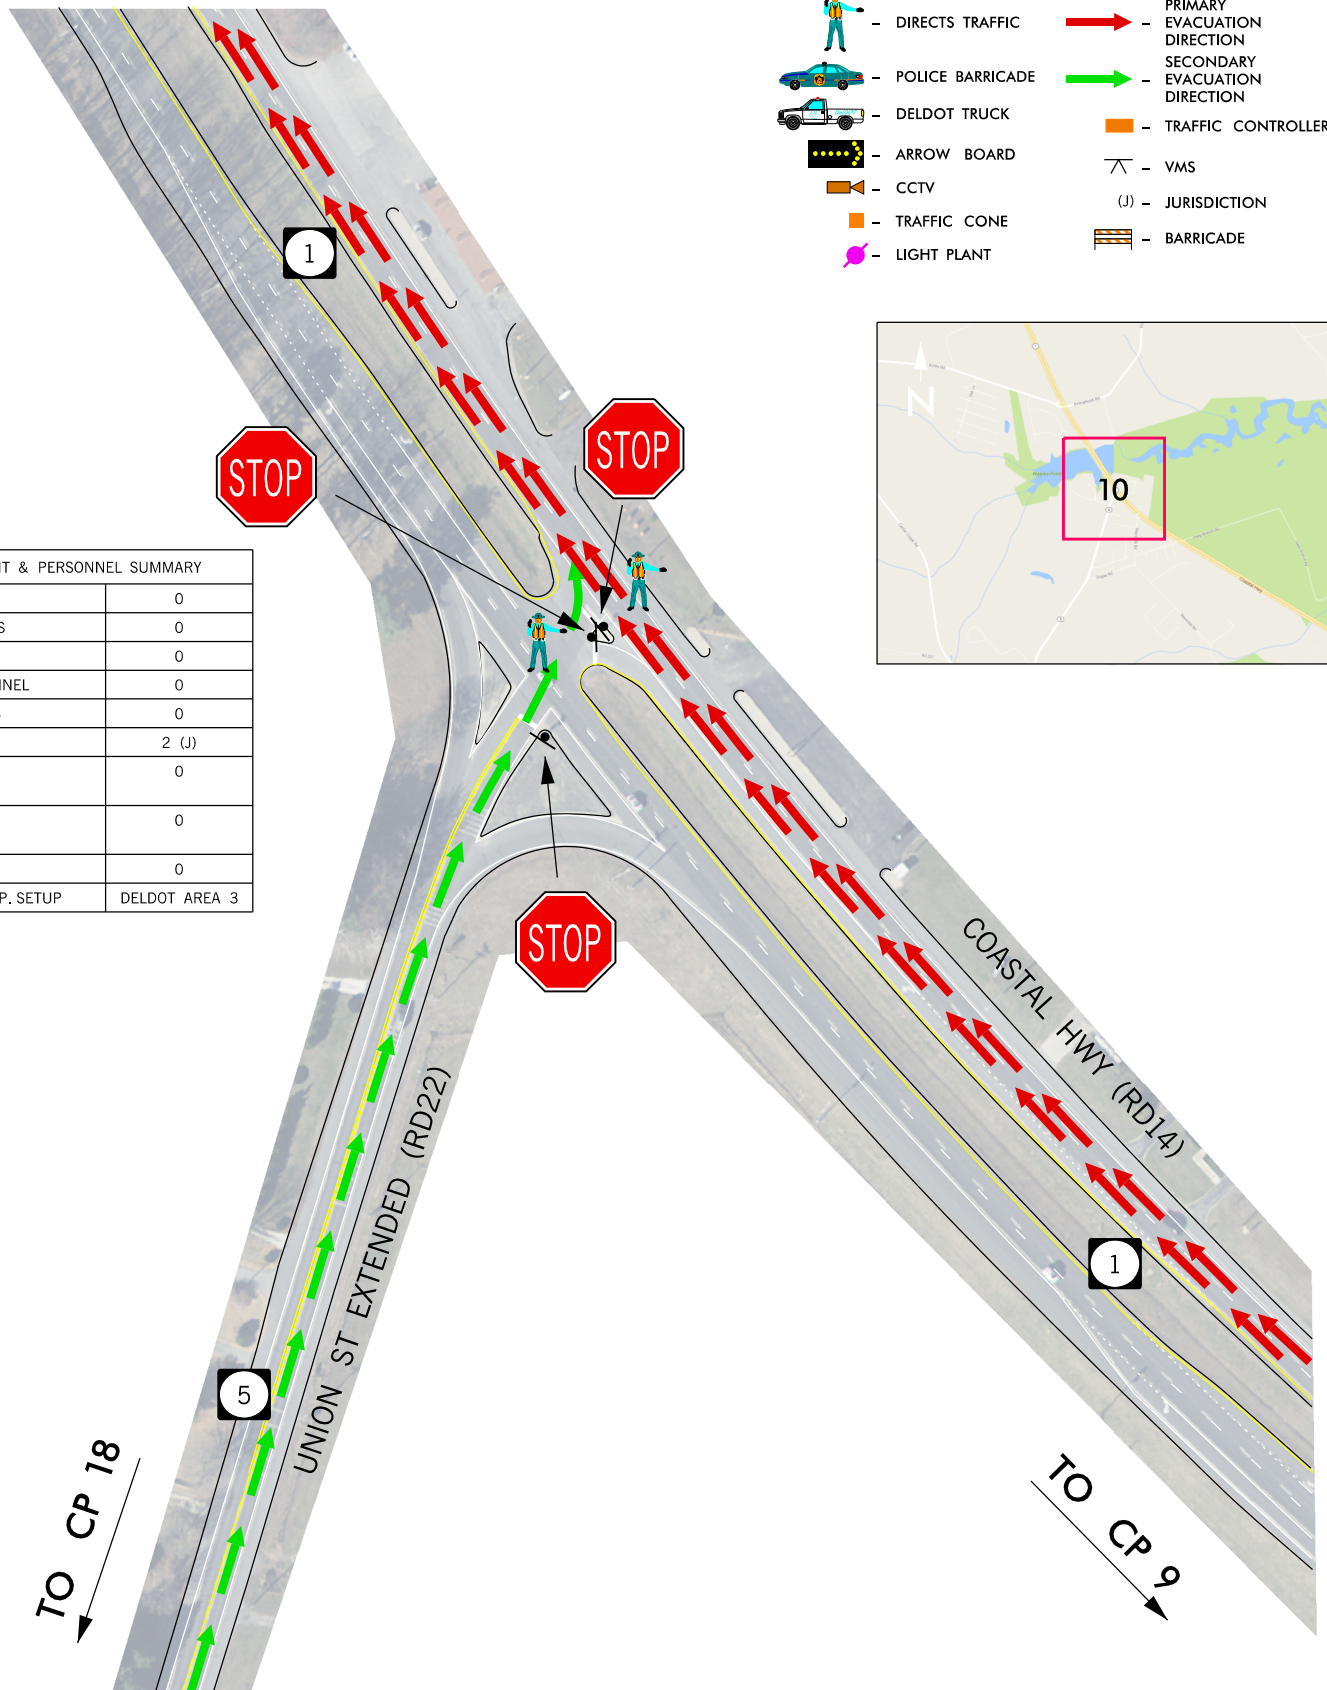 DIRECTS TRAFFIC
POLICE BARRICADE
DELDOT TRUCK
ARROW BOARD
CCTV
TRAFFIC CONE
LIGHT PLANT
PRIMARY
EVACUATION
DIRECTION
SECONDARY
EVACUATION
DIRECTION
TRAFFIC CONTROLLER
VMS
(J) – JURISDICTION
BARRICADE
1
STOP
STOP
N
10
T & PERSONNEL SUMMARY
0
S 0
0
NNEL 0
0
2 (J)
0
0
0
P. SETUP DELDOT AREA 3
STOP
COASTAL HWY (RD14)
UNION ST EXTENDED (RD22)
1
5
TO CP 18
TO CP 9